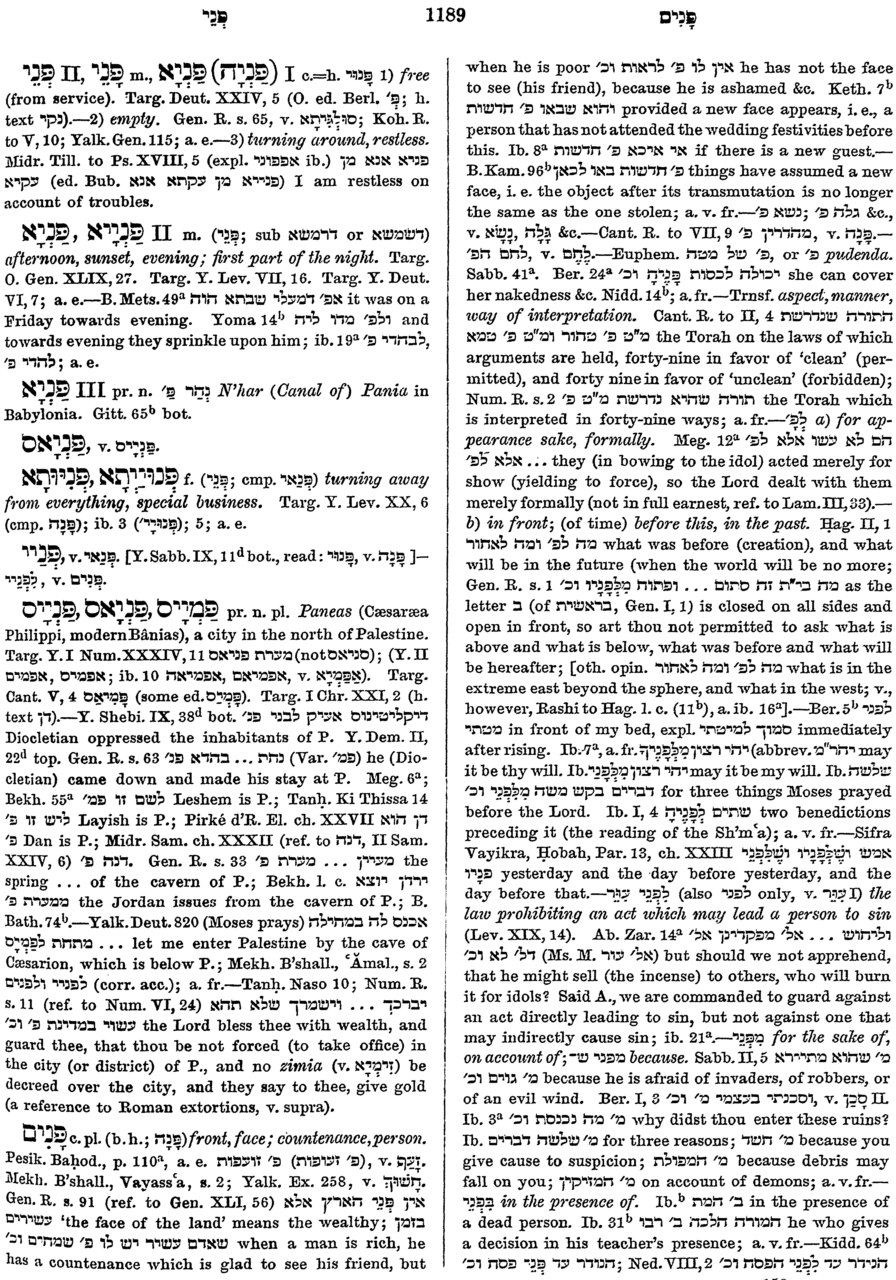 פְּנֵי 1189 פָּנִים
פְּנֵי II, פָּנֵי m., פַּנְיָא (פַּנְיָה) I c.=h. פָּנוּי 1) free
(from service). Targ. Deut. XXIV, 5 (O. ed. Berl. 'פָּ; h.
text נקי).—2) empty. Gen. R. s. 65, v. סוּלְגִּיתָא; Koh. R.
to V, 10; Yalk. Gen. 115; a. e.—3) turning around, restless.
Midr. Till. to Ps. XVIII, 5 (expl. אפפוני ib.) פניא אנא מן
עקיא (ed. Bub. פנייא מן עקתא אנא) I am restless on
account of troubles.
פַּנְיָא, פַּנְיָיא II m. (פְּנֵי; sub דרמשא or דשמשא)
afternoon, sunset, evening; first part of the night. Targ.
O. Gen. XLIX, 27. Targ. Y. Lev. VII, 16. Targ. Y. Deut.
VI, 7; a. e.—B. Mets. 49a אפ' דמעלי שבתא הוה it was on a
Friday towards evening. Yoma 14b ולפ' מדו ליה and
towards evening they sprinkle upon him; ib. 19a לבהדי פ',
להדי פ'; a. e.
פַּנְיָא III pr. n. נְהַר פ' N'har (Canal of) Pania in
Babylonia. Gitt. 65b bot.
פַּנְיָאס, v. פַּנְיָיס.
פְּנוֹיְיתָא, פַּנְיוּתָא f. (פְּנֵי; cmp. פְּנַאי) turning away
from everything, special business. Targ. Y. Lev. XX, 6
(cmp. פָּנָה); ib. 3 (פְּנוּיָי'); 5; a. e.
פְּנַיי, v. פְּנַאי. [Y. Sabb. IX, 11d bot., read: פָּנוּי, v. פָּנָה]—
לִפְנֵיי, v. פָּנִים.
פַּמְיָיס, פַּנְיָאס, פַּנְיָיס pr. n. pl. Paneas (Cæsaræa
Philippi, modern Bânias), a city in the north of Palestine.
Targ. Y. I Num. XXXIV, 11 מערת פניאס (not סניאס); (Y. II
אפמיס, אפמים; ib. 10 אפמיאס, אפמיאה, v. אַפַּמְיָא). Targ.
Cant. V, 4 פַּמְיאַס (some ed. פַּמְיָס). Targ. I Chr. XXI, 2 (h.
text דן).—Y. Shebi. IX, 38d bot. דיקליטינוס אעיק לבני פנ'
Diocletian oppressed the inhabitants of P. Y. Dem. II,
22d top. Gen. R. s. 63 נחת ... בהדא פנ' (Var. פמ') he (Dio-
cletian) came down and made his stay at P. Meg. 6a;
Bekh. 55a לשם זו פמ' Leshem is P.; Tanḥ. Ki Thissa 14
ליש זו פ' Layish is P.; Pirké d'R. El. ch. XXVII דן הוא
פ' Dan is P.; Midr. Sam. ch. XXXII (ref. to דנה, II Sam.
XXIV, 6) דנה פ'. Gen. R. s. 33 מעיין ... מערת פ' the
spring ... of the cavern of P.; Bekh. l. c. ירדן יוצא
ממערת פ' the Jordan issues from the cavern of P.; B.
Bath. 74b.—Yalk. Deut. 820 (Moses prays) אכנס לה במחילה
מתחת לפַמְיָס ... let me enter Palestine by the cave of
Cæsarion, which is below P.; Mekh. B'shall., ʿĂmal., s. 2
לפנייי ולפנים (corr. acc.); a. fr.—Tanḥ. Naso 10; Num. R.
s. 11 (ref. to Num. VI, 24) יברכך ... וישמרך שלא תהא
עשוי במדינת פ' וכ' the Lord bless thee with wealth, and
guard thee, that thou be not forced (to take office) in
the city (or district) of P., and no zimia (v. זִימְיָא) be
decreed over the city, and they say to thee, give gold
(a reference to Roman extortions, v. supra).
פָּנִים c. pl. (b. h.; פָּנָה) front, face; countenance, person.
Pesik. Baḥod., p. 110a, a. e. פ' זועפות (פ' זעופות), v. זָעַף.
Mekh. B'shall., Vayassʿa, s. 2; Yalk. Ex. 258, v. חָשׁוּךְ.
Gen. R. s. 91 (ref. to Gen. XLI, 56) אין פְּנֵי הארץ אלא
עשירים 'the face of the land' means the wealthy; בזמן
שאדם עשיר יש לו פ' שמחים וכ' when a man is rich, he
has a countenance which is glad to see his friend, but
when he is poor אין לו פ' לראות וכ' he has not the face
to see (his friend), because he is ashamed &c. Keth. 7b
והוא שבאו פ' חדשות provided a new face appears, i. e., a
person that has not attended the wedding festivities before
this. Ib. 8a אי איכא פ' חדשות if there is a new guest.—
B. Kam. 96b פ' חדשות באו לכאן things have assumed a new
face, i. e. the object after its transmutation is no longer
the same as the one stolen; a. v. fr.—גלה פ'; נשא פ' &c.,
v. גָּלָה, נָשָׂא &c.—Cant. R. to VII, 9 מהדרין פ', v. פָּנָה.—
לחם הפ', v. לֶחֶם.—Euphem. פ' של מטה, or פ' pudenda.
Sabb. 41a. Ber. 24a יכולה לכסות פָּנֶיהָ וכ' she can cover
her nakedness &c. Nidd. 14b; a. fr.—Trnsf. aspect, manner,
way of interpretation. Cant. R. to II, 4 התורה שנדרשת
מ"ט פ' טהור ומ"ט פ' טמא the Torah on the laws of which
arguments are held, forty-nine in favor of 'clean' (per-
mitted), and forty nine in favor of 'unclean' (forbidden);
Num. R. s. 2 תורה שהיא נדרשת מ"ט פ' the Torah which
is interpreted in forty-nine ways; a. fr.—לְפָ' a) for ap-
pearance sake, formally. Meg. 12a הם לא עשו אלא לפ'
אלא לפ' ... they (in bowing to the idol) acted merely for
show (yielding to force), so the Lord dealt with them
merely formally (not in full earnest, ref. to Lam. III, 33).—
b) in front; (of time) before this, in the past. Ḥag. II, 1
מה לפ' ומה לאחור what was before (creation), and what
will be in the future (when the world will be no more;
Gen. R. s. 1 מה בי"ת זה סתום ... ופתוח מִלְּפָנָיו וכ' as the
letter ב (of בראשית, Gen. I, 1) is closed on all sides and
open in front, so art thou not permitted to ask what is
above and what is below, what was before and what will
be hereafter; [oth. opin. מה לפ' ומה לאחור what is in the
extreme east beyond the sphere, and what in the west; v.,
however, Rashi to Ḥag. l. c. (11b), a. ib. 16a].—Ber. 5b לפני
מטתי in front of my bed, expl. סמוך למיטתי immediately
after rising. Ib. 7a, a. fr. יהי רצון מִלְּפָנֶיךָ (abbrev. יהר"מ) may
it be thy will. Ib. יהי רצון מִלְּפָנַי may it be my will. Ib. שלשה
דברים בקש משה מִלִּפְנֵי וכ' for three things Moses prayed
before the Lord. Ib. I, 4 שתים לְפָנֶיהָ two benedictions
preceding it (the reading of the Sh'mʿa); a. v. fr.—Sifra
Vayikra, Ḥobah, Par. 13, ch. XXIII אמש וְשֶׁלְּפָנָיו וְשֶׁלִּפְנֵי
פניו yesterday and the day before yesterday, and the
day before that.—לִפְנֵי עִוֵּר (also לפני only, v. עִוֵּר I) the
law prohibiting an act which may lead a person to sin
(Lev. XIX, 14). Ab. Zar. 14a וליחוש ... אל' מפקדינן אל'
דל' לא וכ' (Ms. M. אל' עור) but should we not apprehend,
that he might sell (the incense) to others, who will burn
it for idols? Said A., we are commanded to guard against
an act directly leading to sin, but not against one that
may indirectly cause sin; ib. 21a.—מִפְּנֵי for the sake of,
on account of; מפני ש־ because. Sabb. II, 5 מ' שהוא מתיירא
מ' גוים וכ' because he is afraid of invaders, of robbers, or
of an evil wind. Ber. I, 3 וסכנתי בעצמי מ' וכ', v. סָכַן II.
Ib. 3a מ' מה נכנסת וכ' why didst thou enter these ruins?
Ib. מ' שלשה דברים for three reasons; מ' חשד because you
give cause to suspicion; מ' המפולת because debris may
fall on you; מ' המזיקין on account of demons; a. v. fr.—
בִּפְנֵי in the presence of. Ib.b ב' המת in the presence of
a dead person. Ib. 31b המורה הלכה ב' רבו he who gives
a decision in his teacher's presence; a. v. fr.—Kidd. 64b
הנודר עד פְּנֵי פסח וכ'; Ned. VIII, 2 הנודר עד לִפְנֵי הפסח וכ'